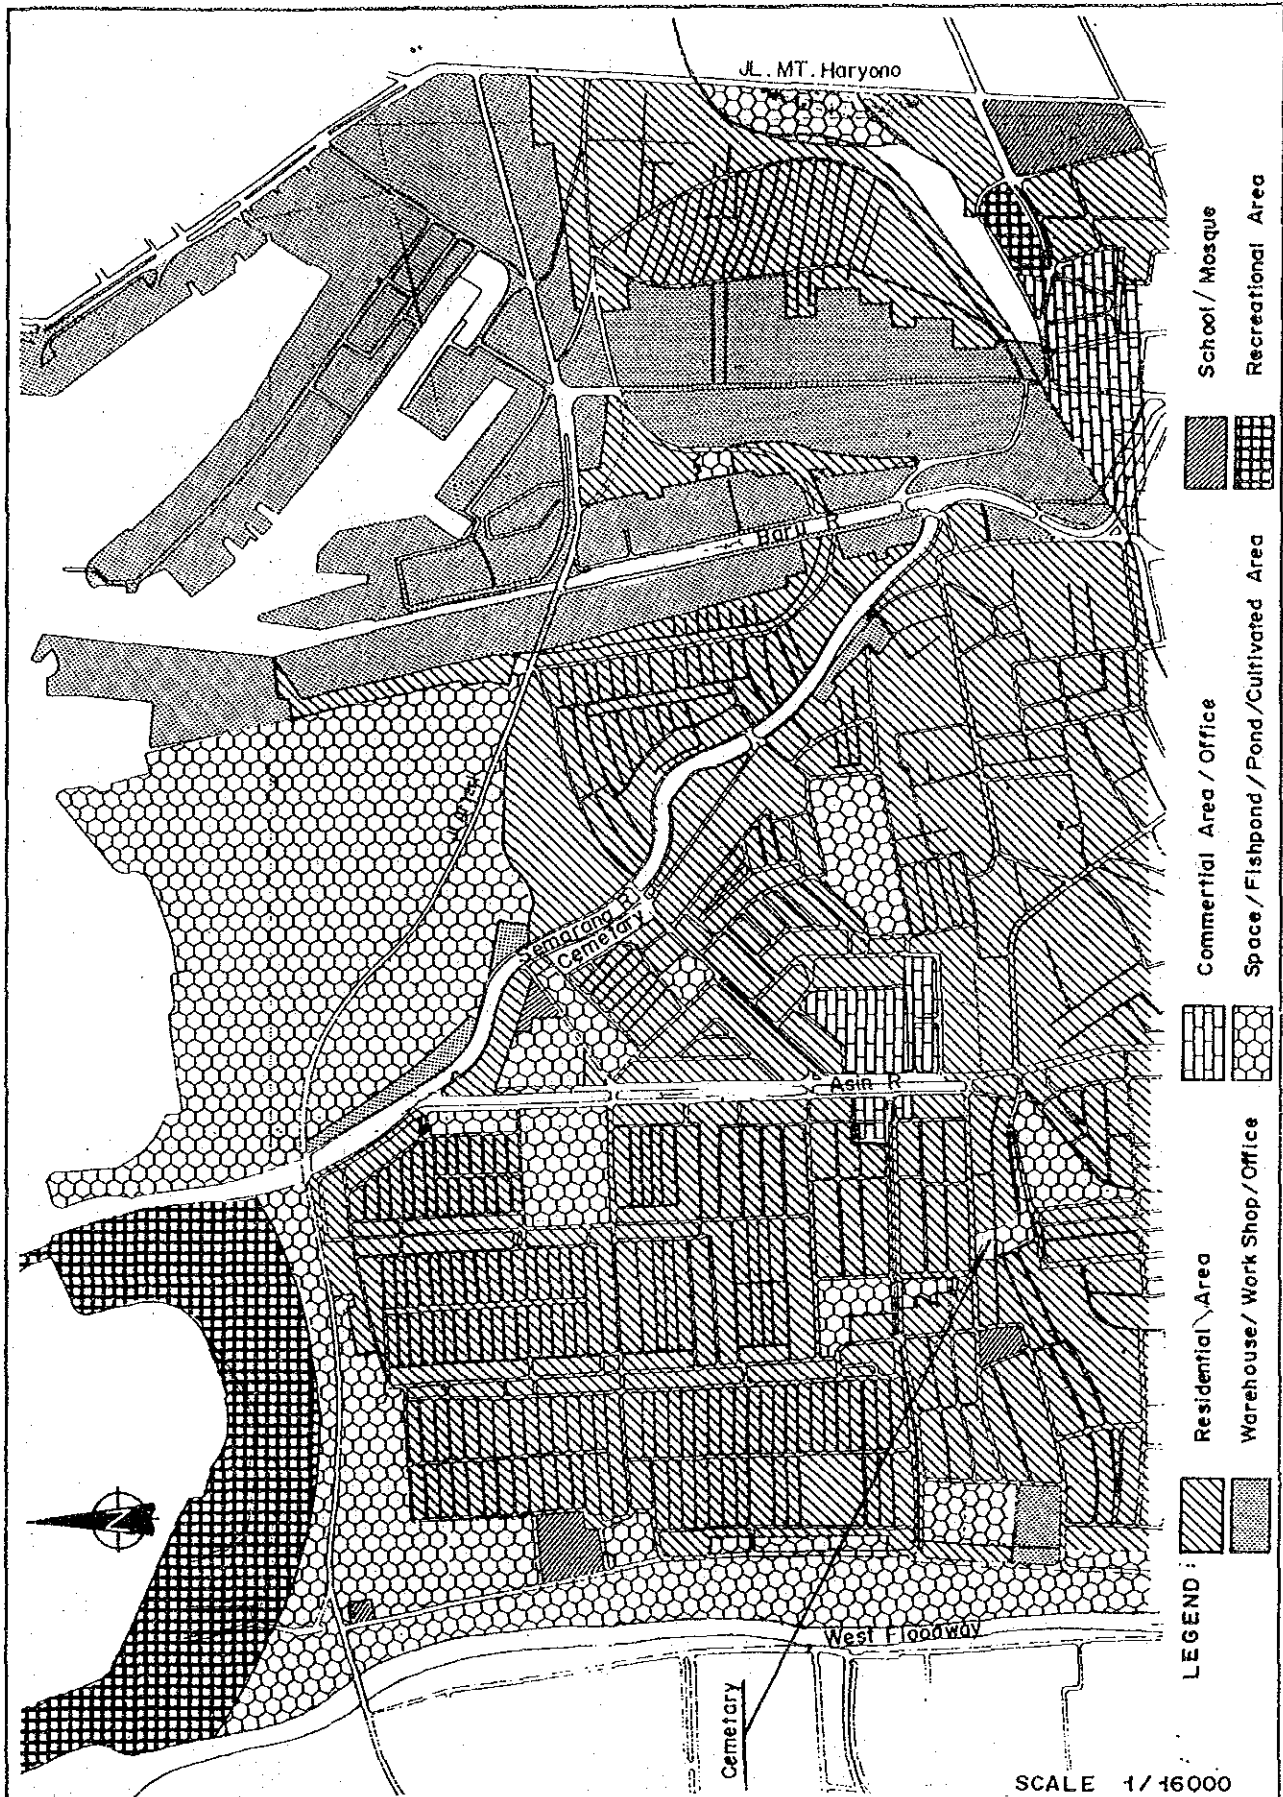 JL. MT. Haryono
Baru R
Semarang R
Cemetary
Asin R
West Floodway
Cemetary
LEGEND :
Residential Area
Warehouse/ Work Shop/ Office
Commertial Area / Office
Space / Fishpond / Pond / Cultivated Area
School / Mosque
Recreational Area
SCALE 1/16000